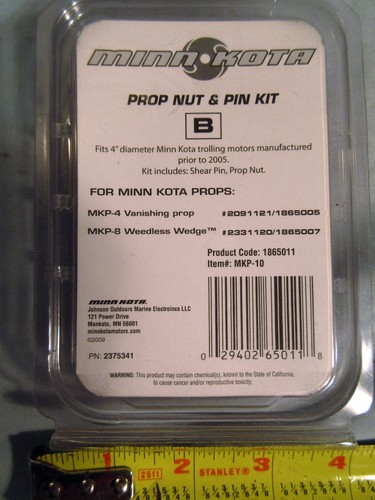 MINN KOTA
PROP NUT & PIN KIT
B
Fits 4" diameter Minn Kota trolling motors manufactured
prior to 2005.
Kit includes: Shear Pin, Prop Nut.
FOR MINN KOTA PROPS:
MKP-4 Vanishing prop #2091121/1865005
MKP-8 Weedless Wedge™ #2331120/1865007
Product Code: 1865011
Item#: MKP-10
MINN KOTA.
Johnson Outdoors Marine Electroincs LLC
121 Power Drive
Mankato, MN 56001
minnkotamotors.com
©2009
PN: 2375341
0 29402 65011 8
WARNING: This product may contain chemical(s), known to the State of California,
to cause cancer and/or reproductive toxicity.
1 2 3 4
25ft STANLEY®